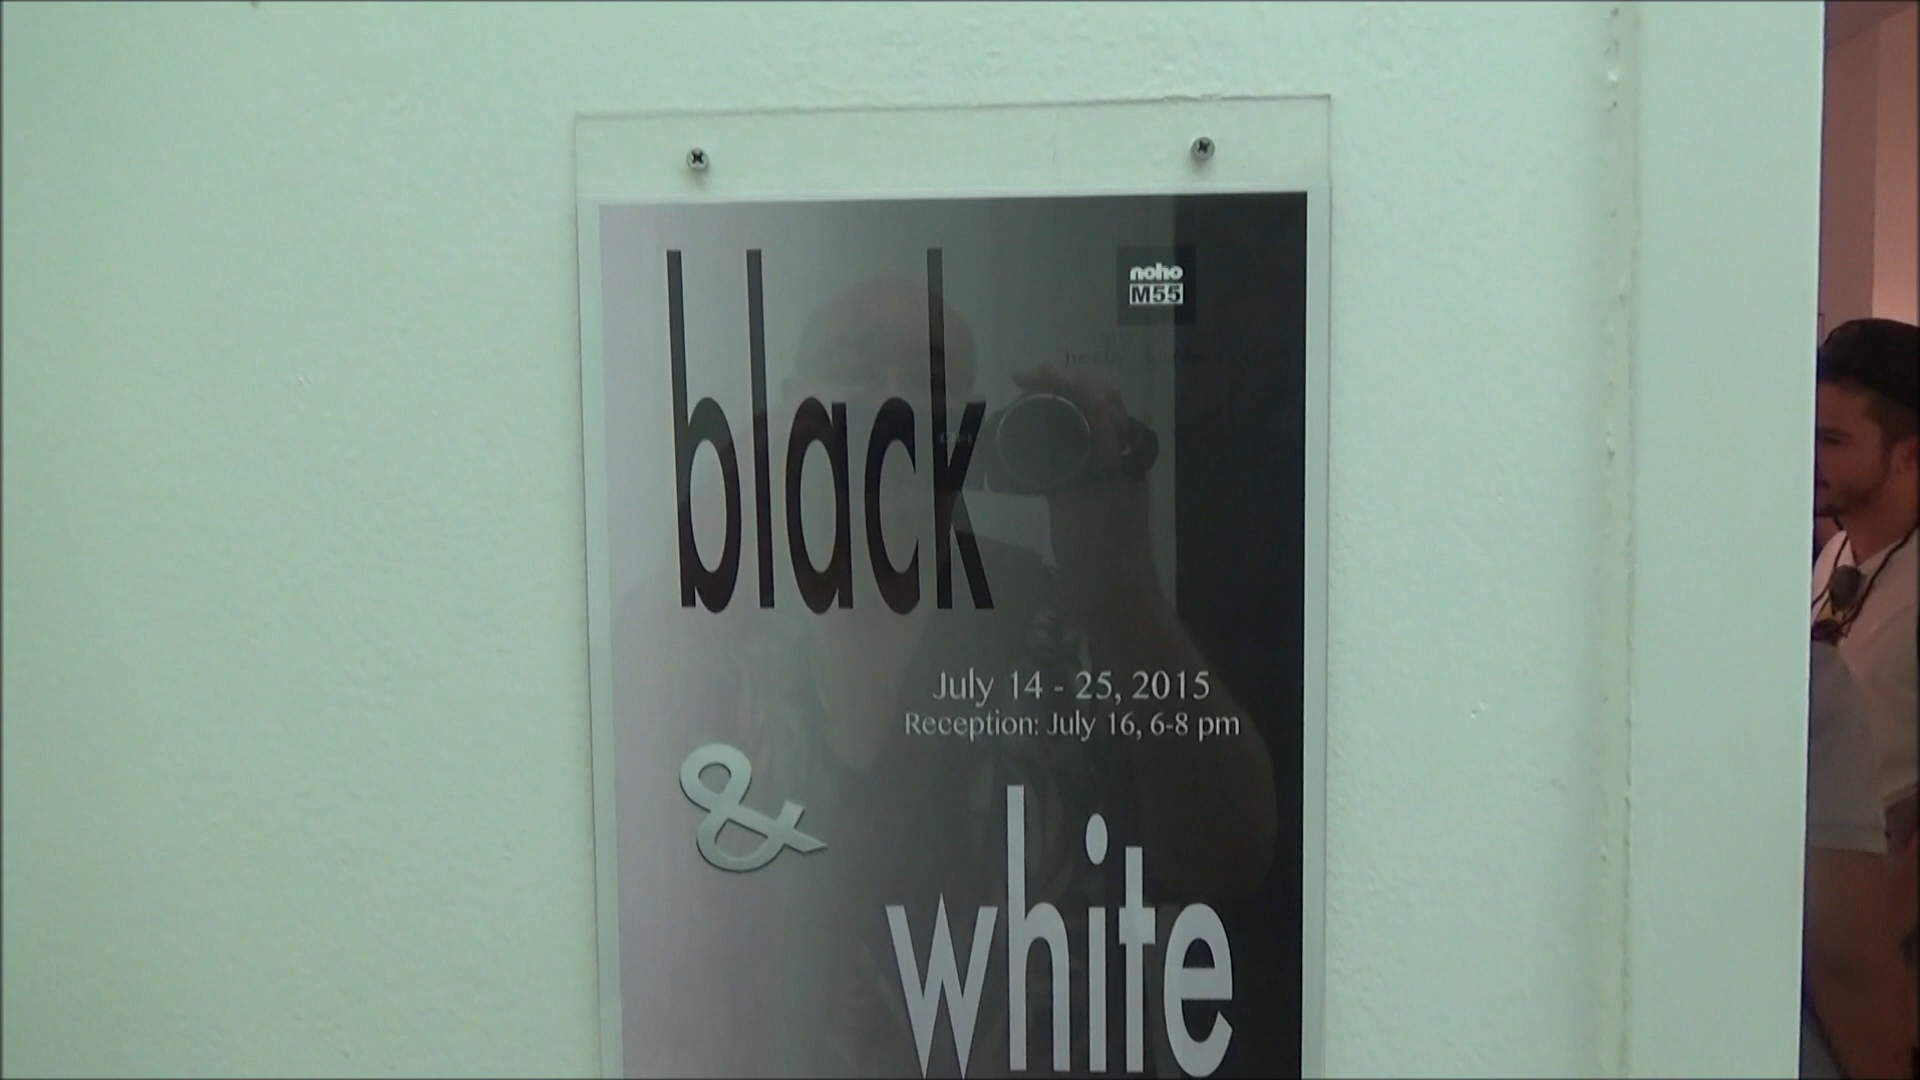 noho
M55
black
July 14 - 25, 2015
Reception: July 16, 6-8 pm
&
white